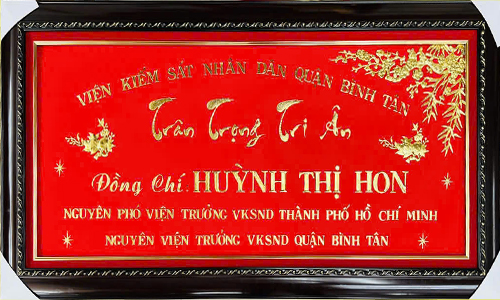 VIỆN KIỂM SÁT NHÂN DÂN QUẬN BÌNH TÂN
Trân Trọng Tri Ân
Đồng Chí. HUỲNH THỊ HON
NGUYÊN PHÓ VIỆN TRƯỞNG VKSND THÀNH PHỐ HỒ CHÍ MINH
NGUYÊN VIỆN TRƯỞNG VKSND QUẬN BÌNH TÂN